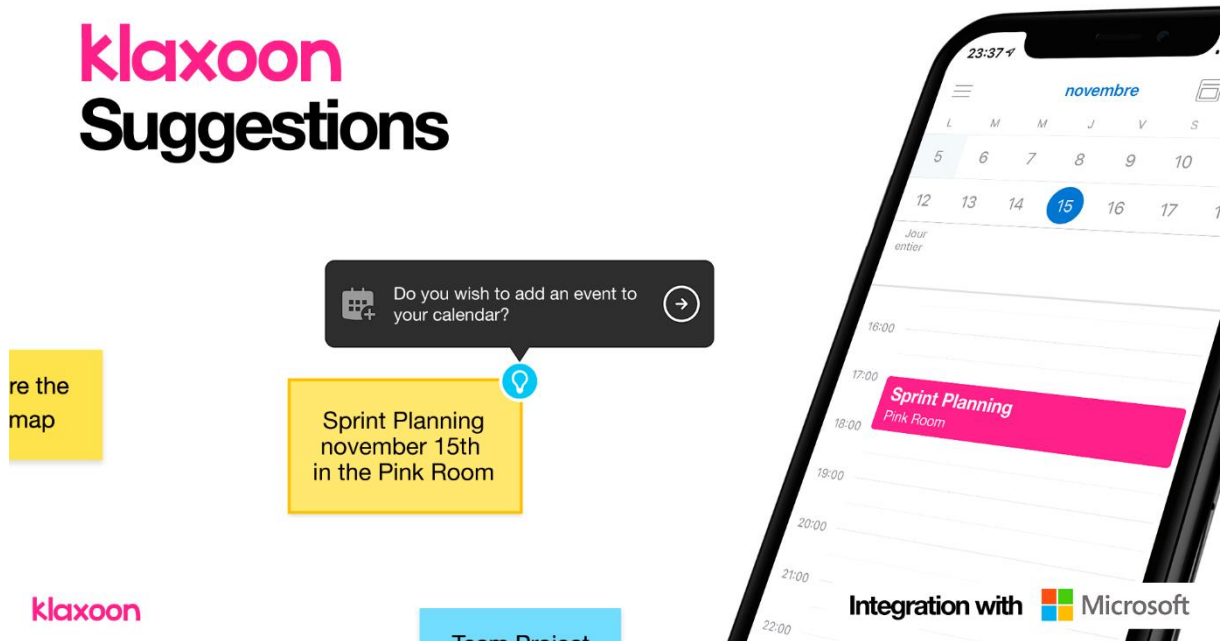 klaxoon
Suggestions
Do you wish to add an event to
your calendar?
re the
map
Sprint Planning
november 15th
in the Pink Room
Team Project
klaxoon
23:37
novembre
L M M J V S
5 6 7 8 9 10
12 13 14 15 16 17 1
Jour
entier
16:00
17:00
Sprint Planning
Pink Room
18:00
19:00
20:00
21:00
22:00
Integration with Microsoft